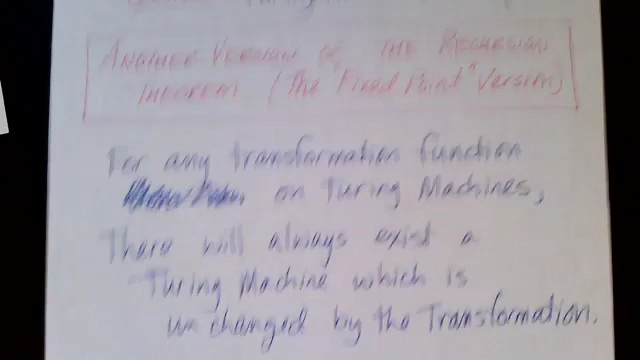 ANOTHER VERSION OF THE RECURSION
THEOREM (THE "FIXED POINT" VERSION)
For any transformation function
on Turing Machines,
There will always exist a
Turing Machine which is
unchanged by the Transformation.